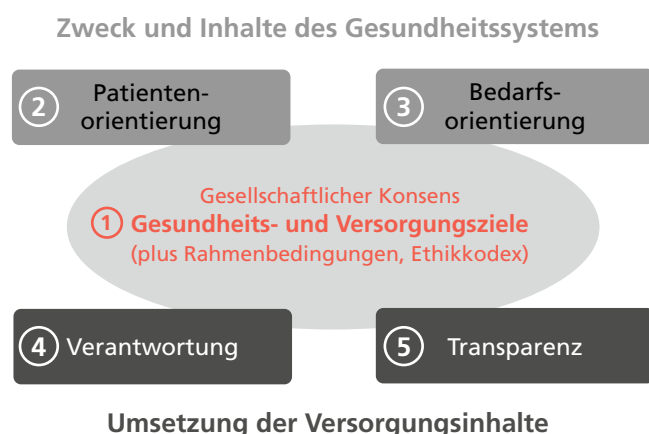 Zweck und Inhalte des Gesundheitssystems
2 Patienten-
orientierung
3 Bedarfs-
orientierung
Gesellschaftlicher Konsens
1 Gesundheits- und Versorgungsziele
(plus Rahmenbedingungen, Ethikkodex)
4 Verantwortung
5 Transparenz
Umsetzung der Versorgungsinhalte